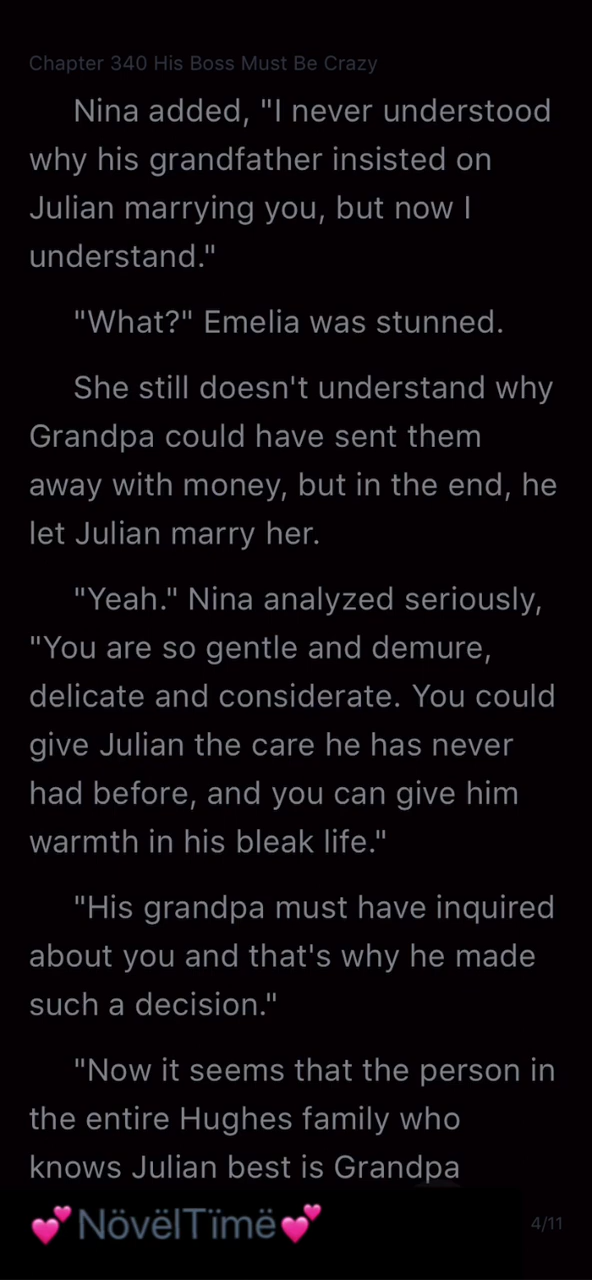 Chapter 340 His Boss Must Be Crazy
Nina added, "I never understood
why his grandfather insisted on
Julian marrying you, but now I
understand."
"What?" Emelia was stunned.
She still doesn't understand why
Grandpa could have sent them
away with money, but in the end, he
let Julian marry her.
"Yeah." Nina analyzed seriously,
"You are so gentle and demure,
delicate and considerate. You could
give Julian the care he has never
had before, and you can give him
warmth in his bleak life."
"His grandpa must have inquired
about you and that's why he made
such a decision."
"Now it seems that the person in
the entire Hughes family who
knows Julian best is Grandpa
💕NövëlTïmë💕
4/11